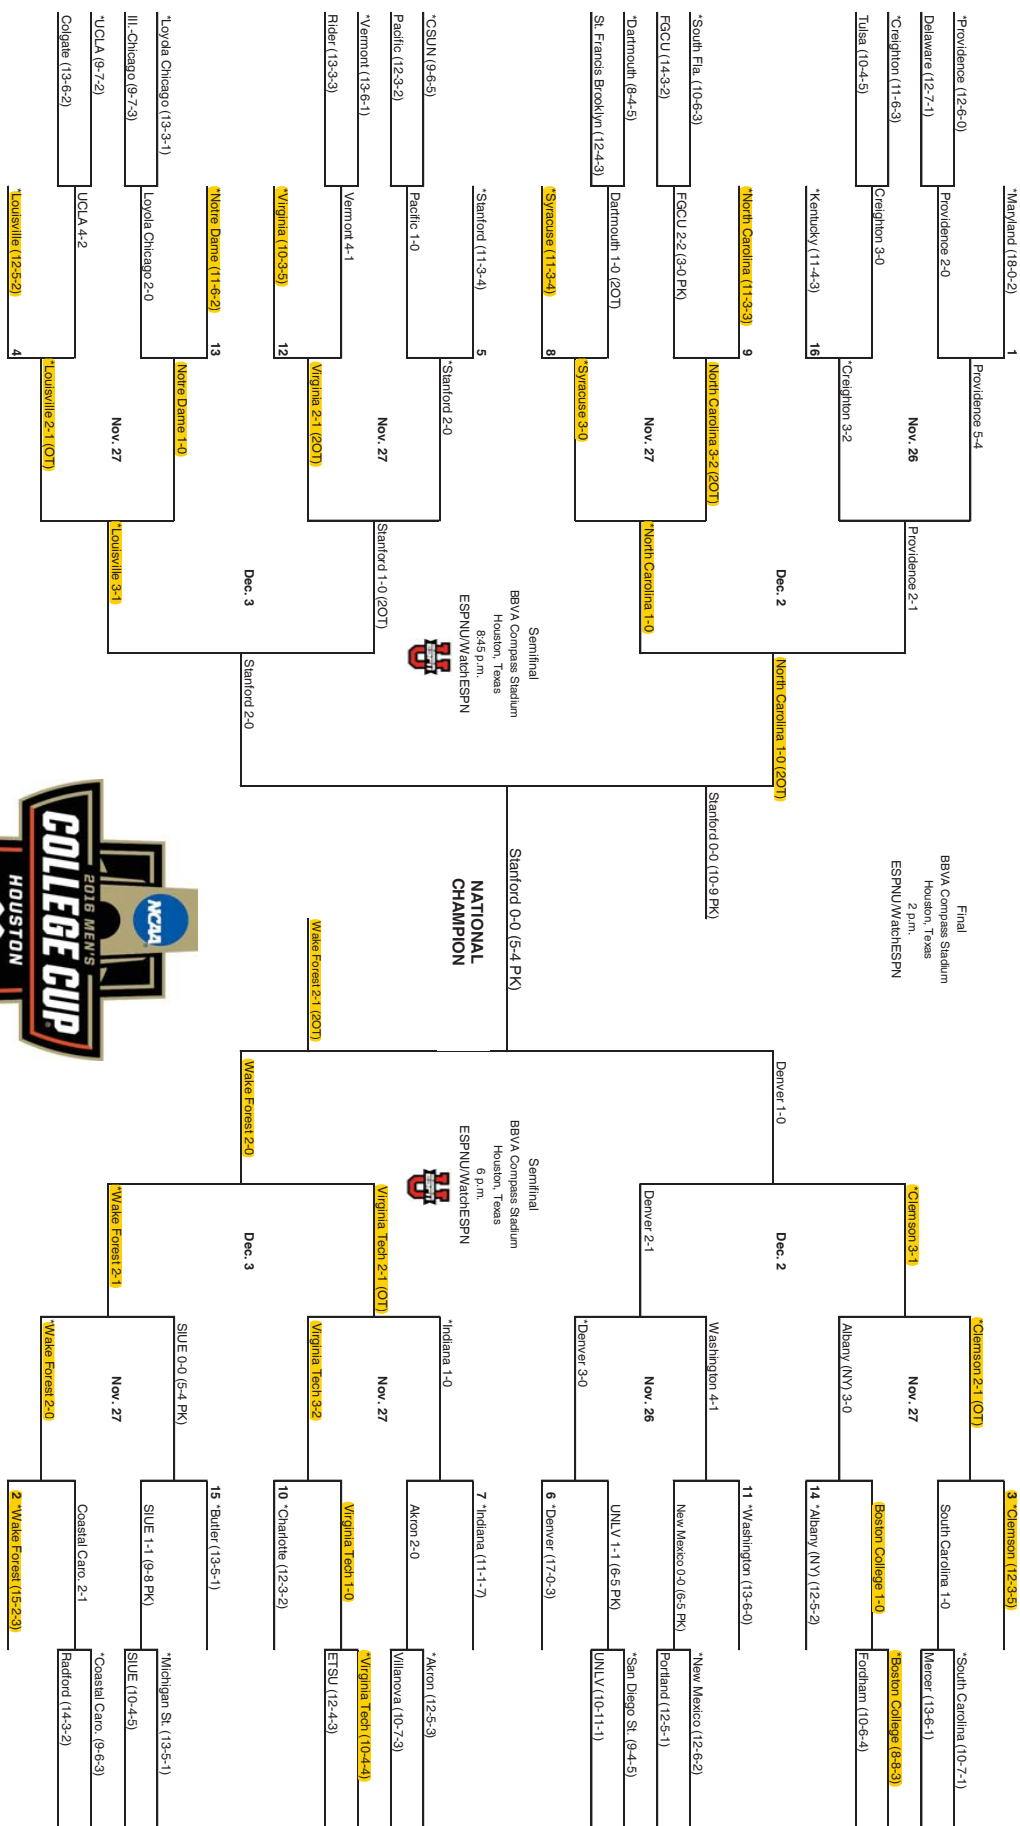 *Providence (12-6-0)
Delaware (12-7-1)
*Creighton (11-6-3)
Tulsa (10-4-5)
*South Fla. (10-6-3)
FGCU (14-3-2)
*Dartmouth (8-4-5)
St. Francis Brooklyn (12-4-3)
*CSUN (9-6-5)
Pacific (12-3-2)
*Vermont (13-6-1)
Rider (13-3-3)
*Loyola Chicago (13-3-1)
Ill.-Chicago (9-7-3)
*UCLA (9-7-2)
Colgate (13-6-2)
*Maryland (18-0-2)
1
Providence 2-0
Creighton 3-0
*Kentucky (11-4-3)
16
*North Carolina (11-3-3)
9
FGCU 2-2 (3-0 PK)
Dartmouth 1-0 (2OT)
*Syracuse (11-3-4)
8
*Stanford (11-3-4)
5
Pacific 1-0
Vermont 4-1
*Virginia (10-3-5)
12
*Notre Dame (11-6-2)
13
Loyola Chicago 2-0
UCLA 4-2
*Louisville (12-5-2)
4
Providence 5-4
Nov. 26
*Creighton 3-2
North Carolina 3-2 (2OT)
Nov. 27
*Syracuse 3-0
*Stanford 2-0
Nov. 27
Virginia 2-1 (2OT)
Notre Dame 1-0
Nov. 27
*Louisville 2-1 (OT)
Providence 2-1
Dec. 2
*North Carolina 1-0
Stanford 1-0 (2OT)
Dec. 3
*Louisville 3-1
Semifinal
BBVA Compass Stadium
Houston, Texas
8:45 p.m.
ESPNU/WatchESPN
ESPN
U
North Carolina 1-0 (2OT)
Stanford 2-0
Stanford 0-0 (10-9 PK)
Final
BBVA Compass Stadium
Houston, Texas
2 p.m.
ESPNU/WatchESPN
Stanford 0-0 (5-4 PK)
NATIONAL
CHAMPION
NCAA
2016 MEN'S
COLLEGE CUP
HOUSTON
Wake Forest 2-1 (2OT)
Denver 1-0
Wake Forest 2-0
Semifinal
BBVA Compass Stadium
Houston, Texas
6 p.m.
ESPNU/WatchESPN
ESPN
U
*Clemson 3-1
Dec. 2
Denver 2-1
Virginia Tech 2-1 (OT)
Dec. 3
*Wake Forest 2-1
*Clemson 2-1 (OT)
Nov. 27
Albany (NY) 3-0
Washington 4-1
Nov. 26
*Denver 3-0
*Indiana 1-0
Nov. 27
Virginia Tech 3-2
SIUE 0-0 (5-4 PK)
Nov. 27
*Wake Forest 2-0
3 *Clemson (12-3-5)
South Carolina 1-0
Boston College 1-0
14 *Albany (NY) (12-5-2)
11 *Washington (13-6-0)
New Mexico 0-0 (6-5 PK)
UNLV 1-1 (6-5 PK)
6 *Denver (17-0-3)
7 *Indiana (11-1-7)
Akron 2-0
Virginia Tech 1-0
10 *Charlotte (12-3-2)
15 *Butler (13-5-1)
SIUE 1-1 (9-8 PK)
Coastal Caro. 2-1
2 *Wake Forest (15-2-3)
*South Carolina (10-7-1)
Mercer (13-6-1)
*Boston College (8-8-3)
Fordham (10-6-4)
*New Mexico (12-6-2)
Portland (12-5-1)
*San Diego St. (9-4-5)
UNLV (10-11-1)
*Akron (12-5-3)
Villanova (10-7-3)
*Virginia Tech (10-4-4)
ETSU (12-4-3)
*Michigan St. (13-5-1)
SIUE (10-4-5)
*Coastal Caro. (9-6-3)
Radford (14-3-2)